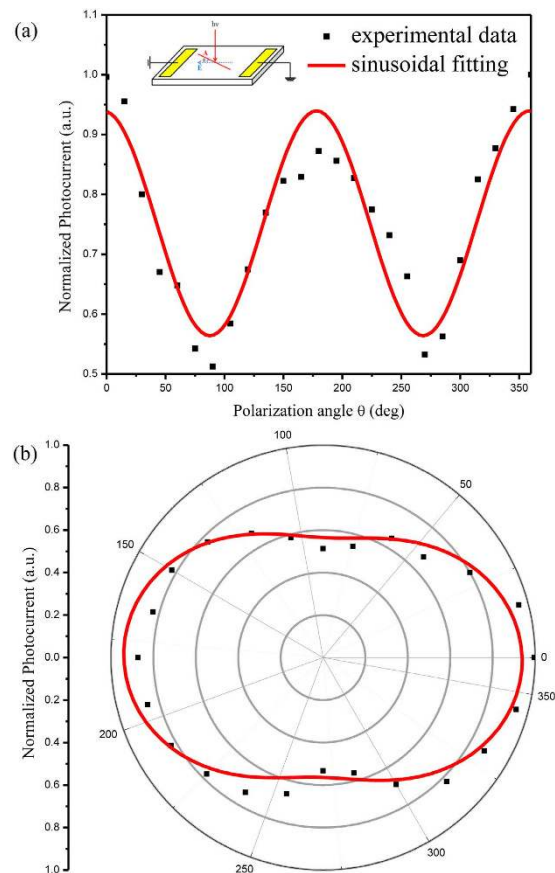 (a)
hν
A
E
experimental data
sinusoidal fitting
1.0
0.9
0.8
0.7
0.6
0.5
Normalized Photocurrent (a.u.)
0 50 100 150 200 250 300 350
Polarization angle θ (deg)
(b)
1.0
0.8
0.6
0.4
0.2
0.0
0.2
0.4
0.6
0.8
1.0
Normalized Photocurrent (a.u.)
100
50
150
0
350
200
250
300